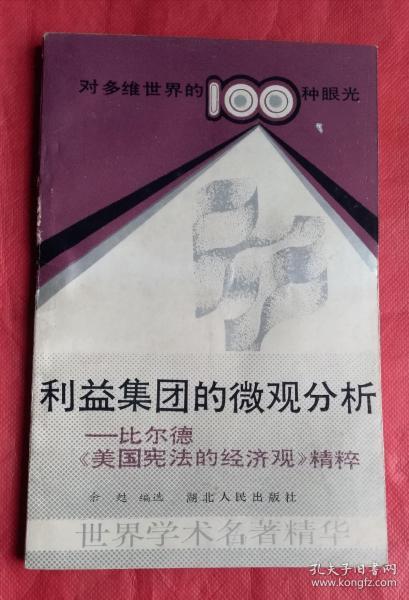 对多维世界的100种眼光
利益集团的微观分析
——比尔德
《美国宪法的经济观》精粹
余甦 编选 湖北人民出版社
世界学术名著精华
孔夫子旧书网
www.kongfz.com